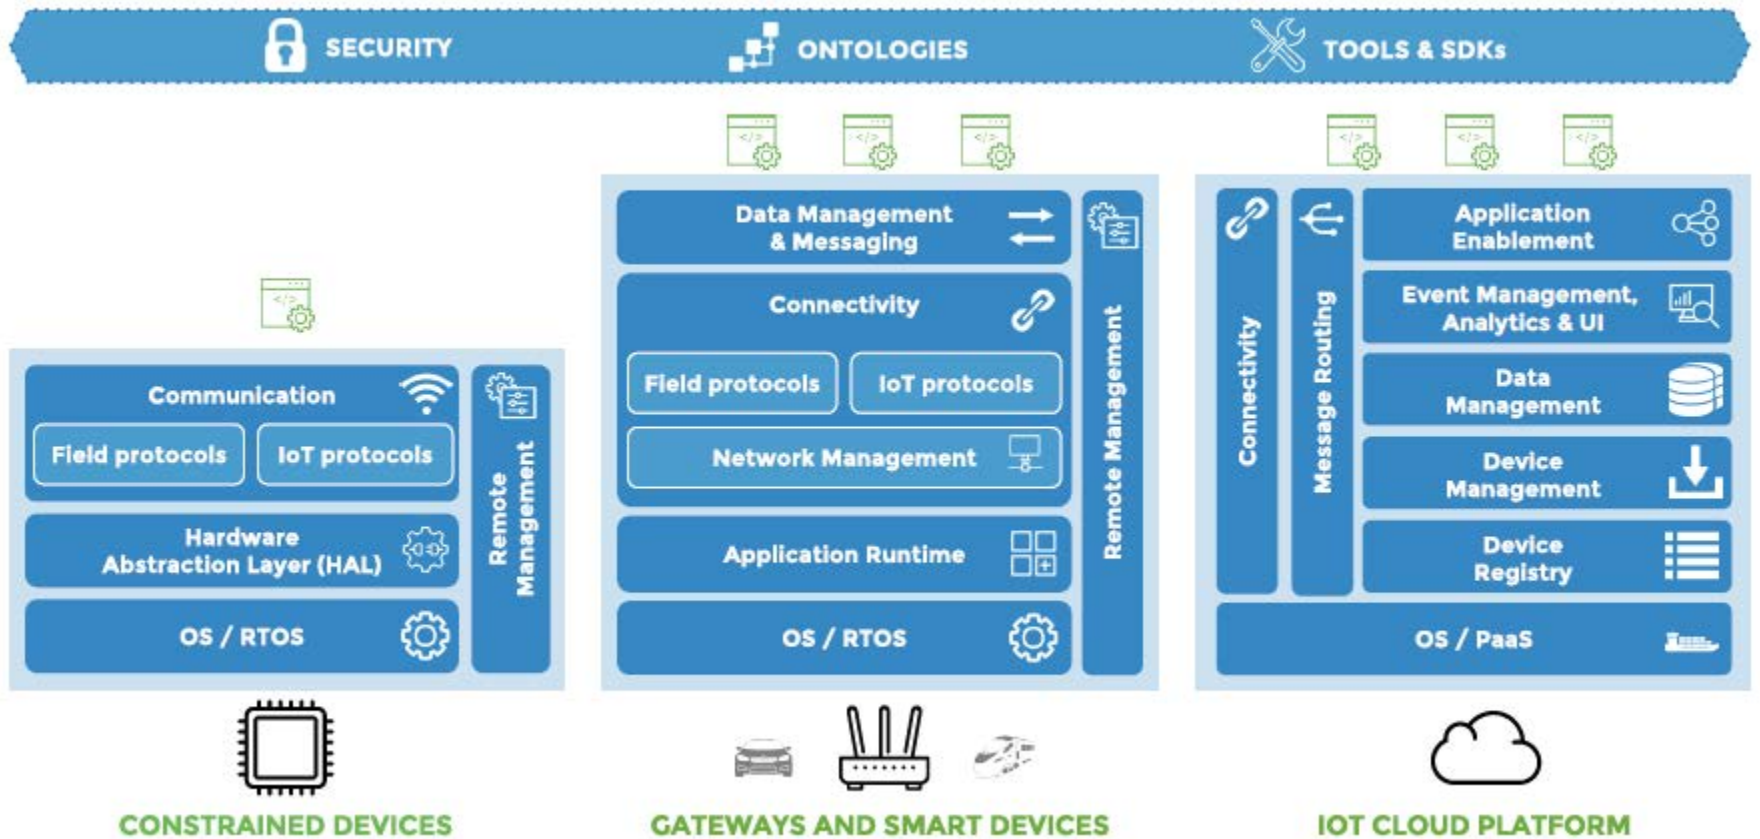 SECURITY
ONTOLOGIES
TOOLS & SDKs
</>
Communication
Field protocols
IoT protocols
Hardware
Abstraction Layer (HAL)
OS / RTOS
Remote
Management
CONSTRAINED DEVICES
</>
</>
</>
Data Management
& Messaging
Connectivity
Field protocols
IoT protocols
Network Management
Application Runtime
OS / RTOS
Remote Management
GATEWAYS AND SMART DEVICES
</>
</>
</>
Connectivity
Message Routing
Application
Enablement
Event Management,
Analytics & UI
Data
Management
Device
Management
Device
Registry
OS / PaaS
IOT CLOUD PLATFORM